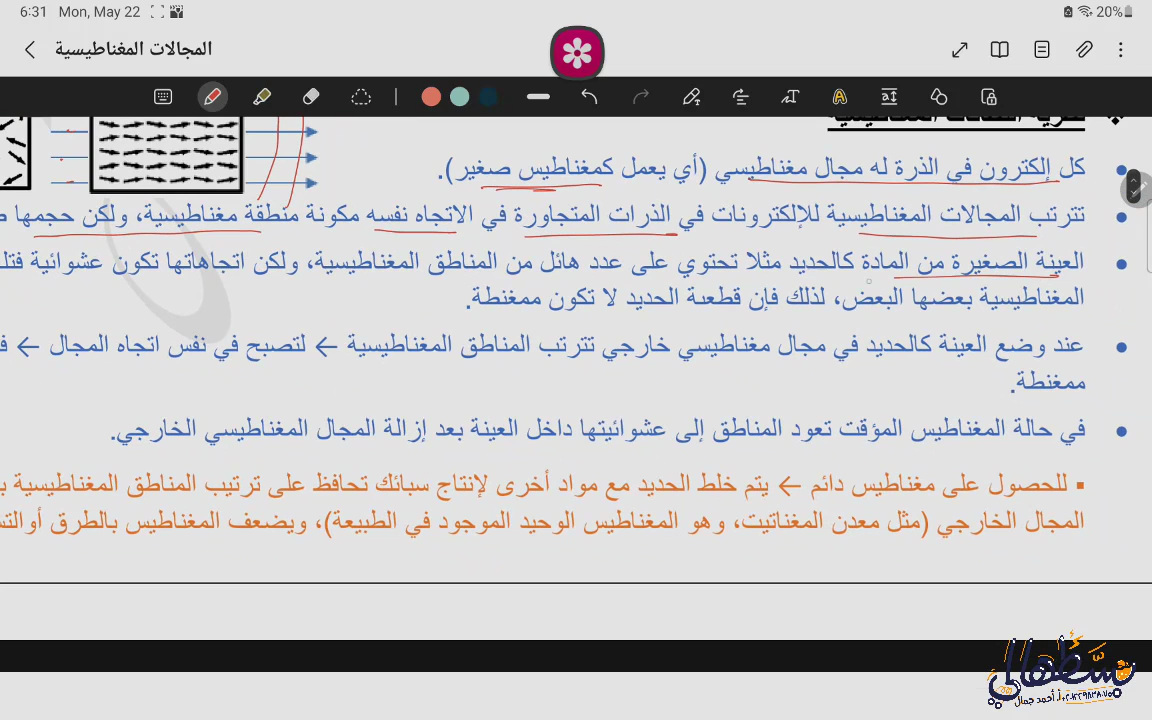 6:31 Mon, May 22
20%
المجالات المغناطيسية
كل إلكترون في الذرة له مجال مغناطيسي (أي يعمل كمغناطيس صغير).
تترتب المجالات المغناطيسية للإلكترونات في الذرات المتجاورة في الاتجاه نفسه مكونة منطقة مغناطيسية، ولكن حجمها
العينة الصغيرة من المادة كالحديد مثلا تحتوي على عدد هائل من المناطق المغناطيسية، ولكن اتجاهاتها تكون عشوائية
المغناطيسية بعضها البعض، لذلك فإن قطعة الحديد لا تكون ممغنطة.
عند وضع العينة كالحديد في مجال مغناطيسي خارجي تترتب المناطق المغناطيسية ← لتصبح في نفس اتجاه المجال ←
ممغنطة.
في حالة المغناطيس المؤقت تعود المناطق إلى عشوائيتها داخل العينة بعد إزالة المجال المغناطيسي الخارجي.
▪ للحصول على مغناطيس دائم ← يتم خلط الحديد مع مواد أخرى لإنتاج سبائك تحافظ على ترتيب المناطق المغناطيسية
المجال الخارجي (مثل معدن المغناتيت، وهو المغناطيس الوحيد الموجود في الطبيعة)، ويضعف المغناطيس بالطرق أو
أ. أحمد جمال